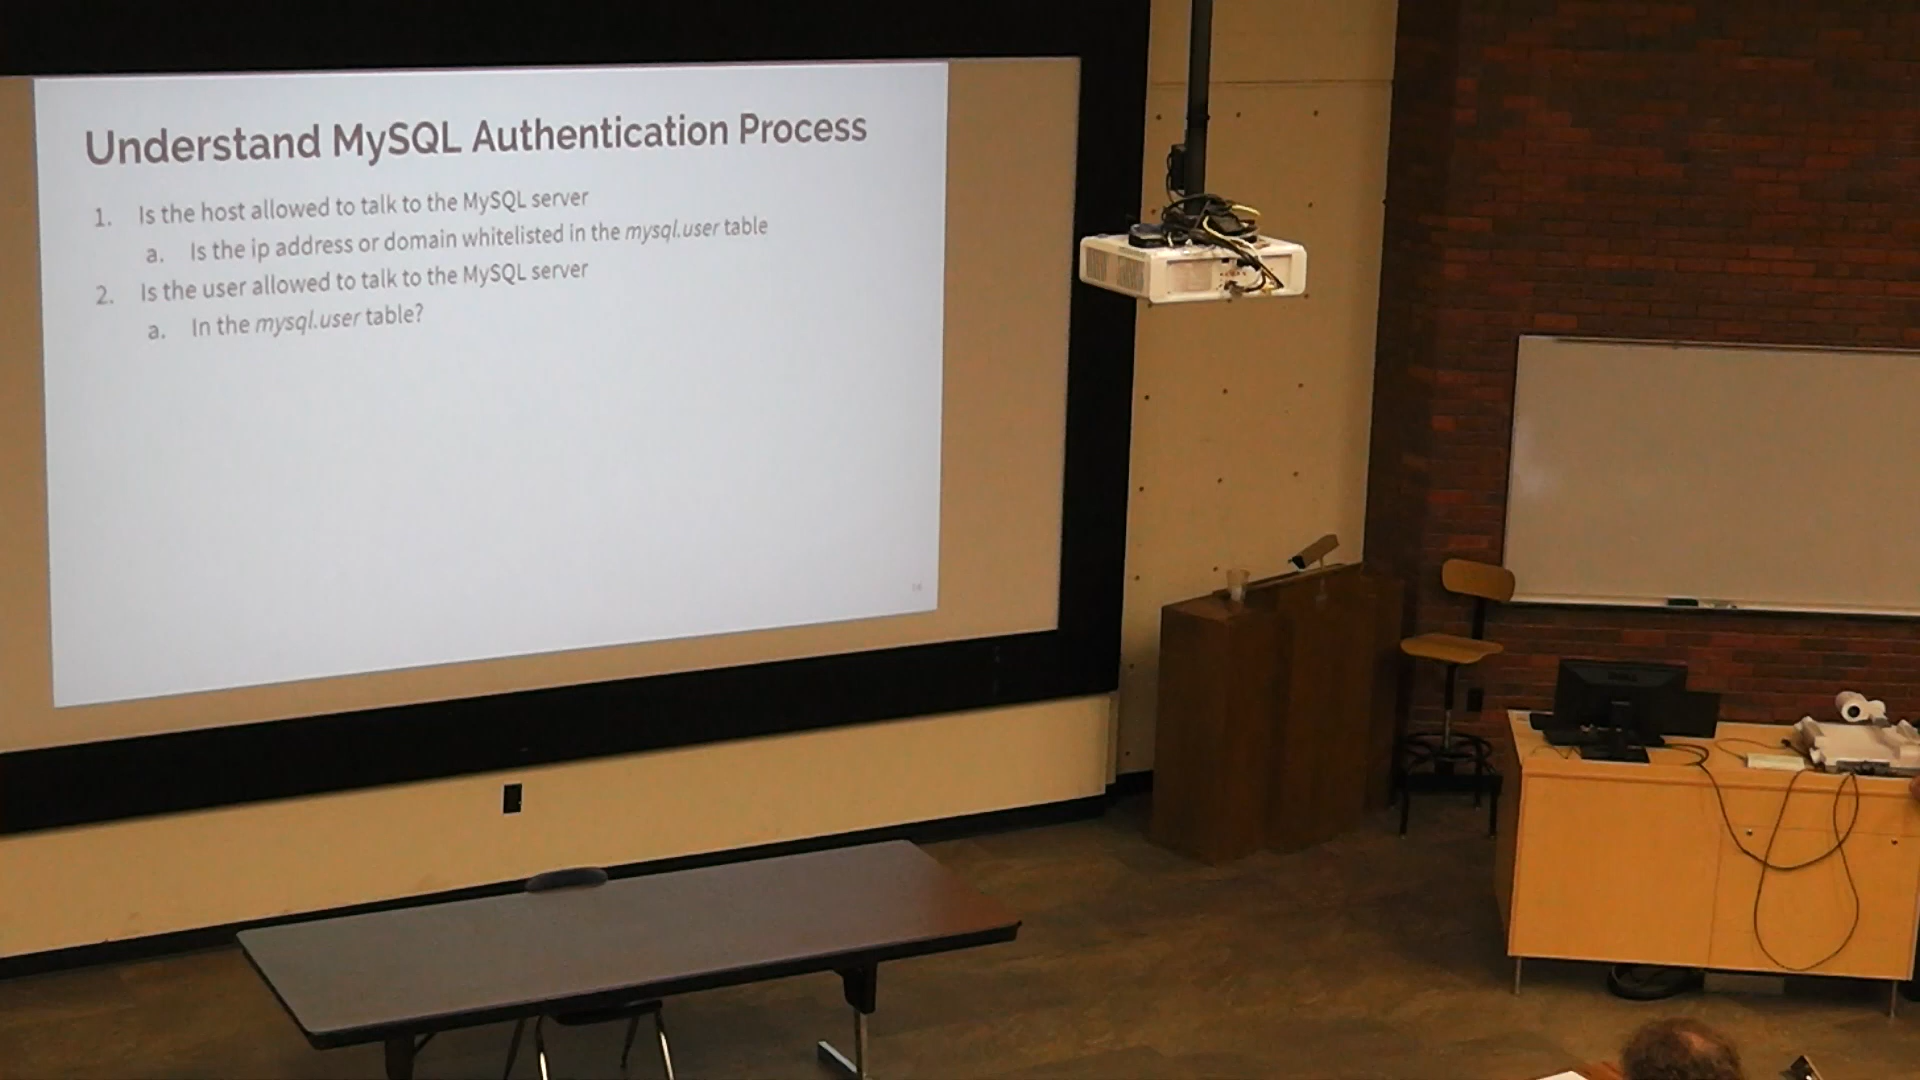 Understand MySQL Authentication Process
1. Is the host allowed to talk to the MySQL server
a. Is the ip address or domain whitelisted in the mysql.user table
2. Is the user allowed to talk to the MySQL server
a. In the mysql.user table?